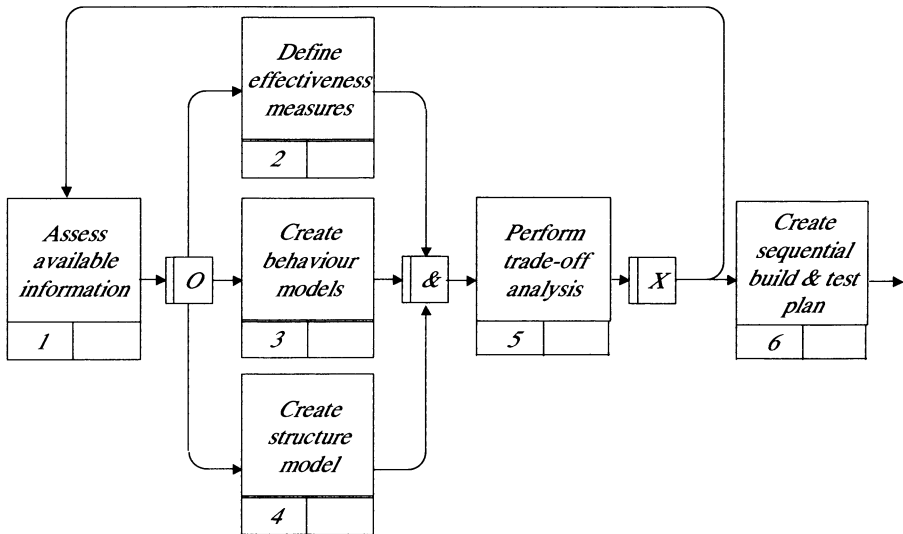 Define
effectiveness
measures
2
Assess
available
information
1
O
Create
behaviour
models
3
&
Perform
trade-off
analysis
5
X
Create
sequential
build & test
plan
6
Create
structure
model
4